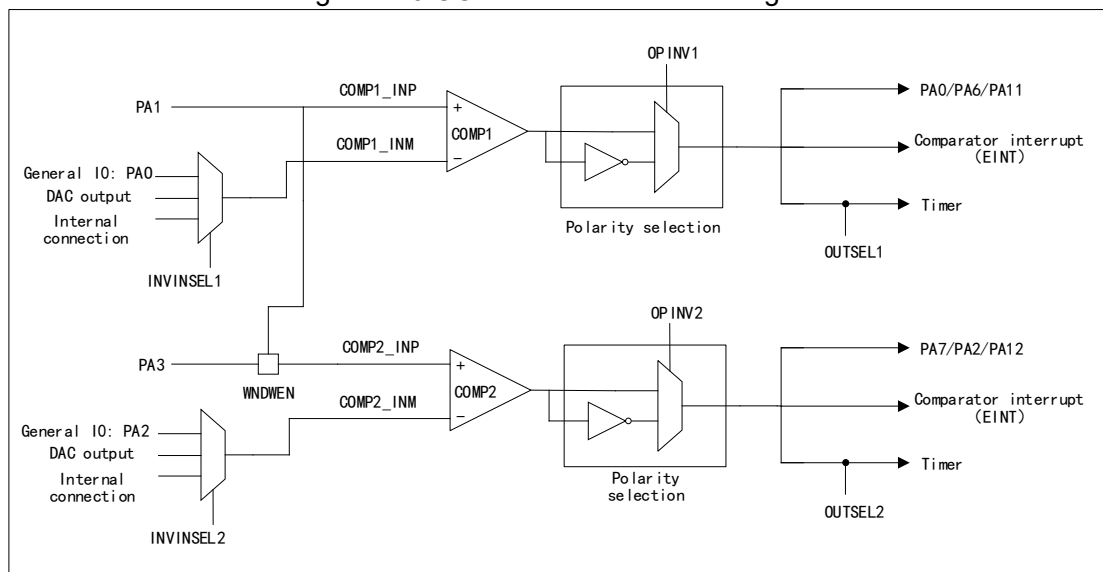 OPINV1
PA1
COMP1_INP
+
COMP1
COMP1_INM
−
PA0/PA6/PA11
Comparator interrupt
(EINT)
Timer
General IO: PA0
DAC output
Internal
connection
Polarity selection
OUTSEL1
INVINSEL1
OPINV2
PA3
COMP2_INP
+
WNDWEN
COMP2
COMP2_INM
−
PA7/PA2/PA12
Comparator interrupt
(EINT)
Timer
General IO: PA2
DAC output
Internal
connection
Polarity
selection
OUTSEL2
INVINSEL2